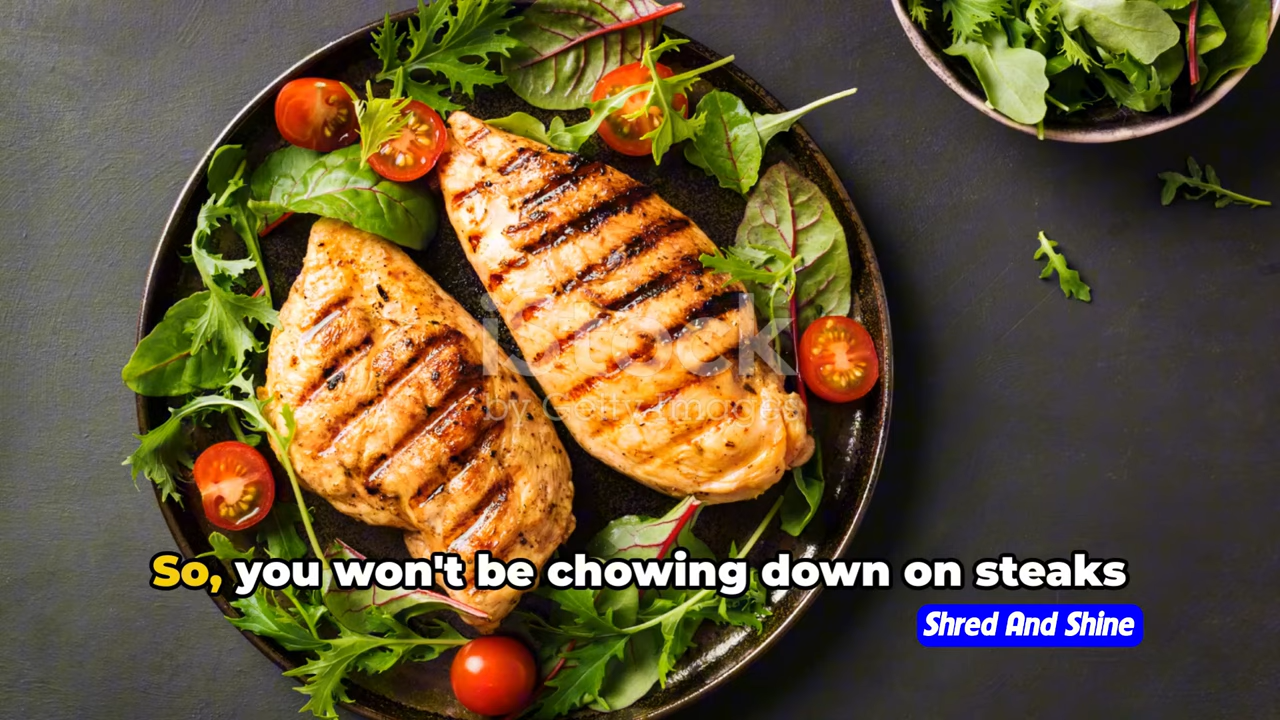 iStock
by Getty Images
So, you won't be chowing down on steaks
Shred And Shine